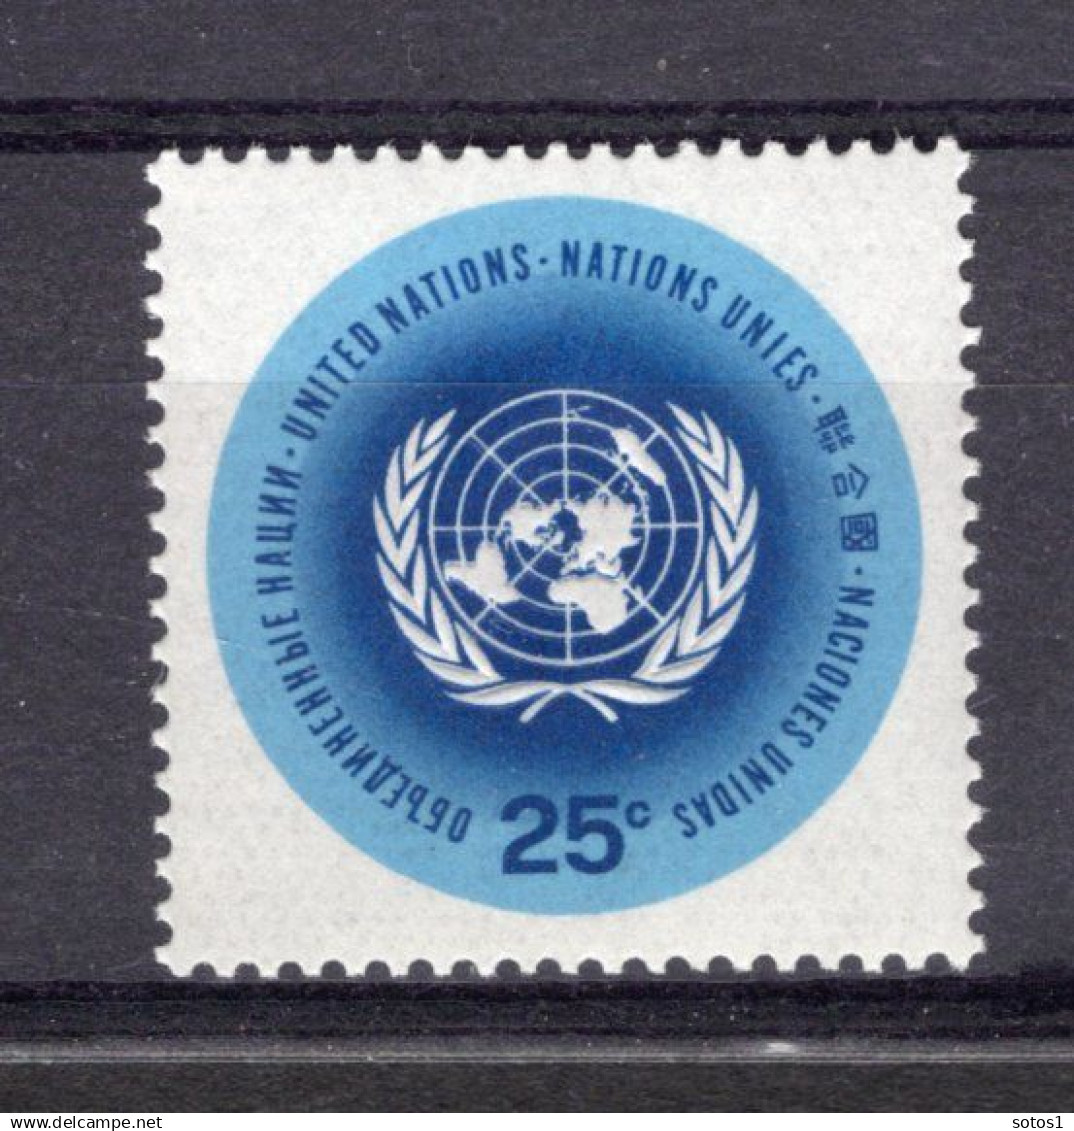 ОБЪЕДИНЕННЫЕ НАЦИИ · UNITED NATIONS · NATIONS UNIES · 聯合國 · NACIONES UNIDAS
25c
www.delcampe.net
sotos1